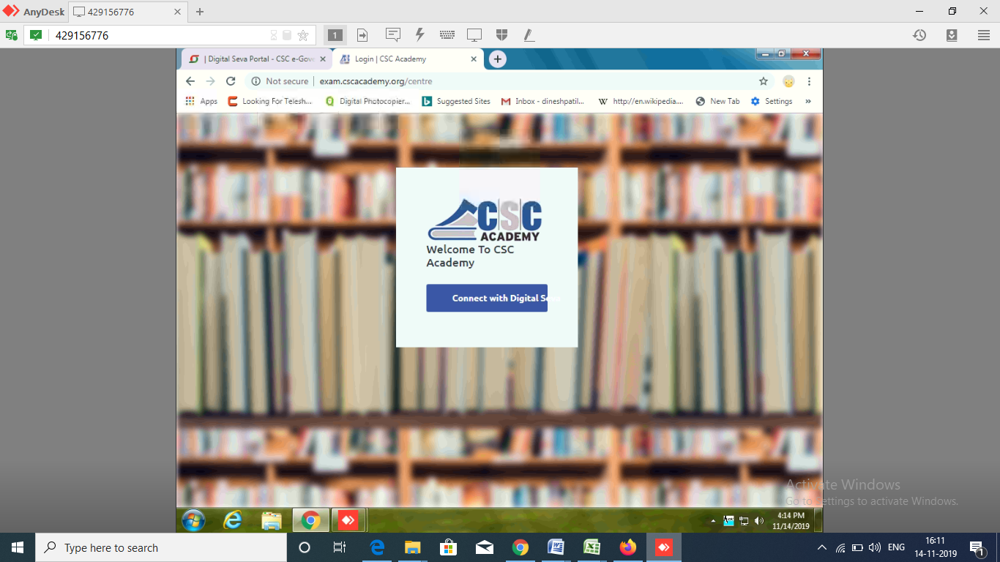 AnyDesk
429156776
429156776
1
| Digital Seva Portal - CSC e-Gove
Login | CSC Academy
Not secure
exam.cscacademy.org/centre
Apps
Looking For Telesh...
Digital Photocopier...
Suggested Sites
Inbox - dineshpatil...
W
http://en.wikipedia....
New Tab
Settings
»
CSC
ACADEMY
Welcome To CSC
Academy
Connect with Digital Seva
Activate Windows
Go to Settings to activate Windows.
4:14 PM
11/14/2019
Type here to search
ENG
16:11
14-11-2019
1